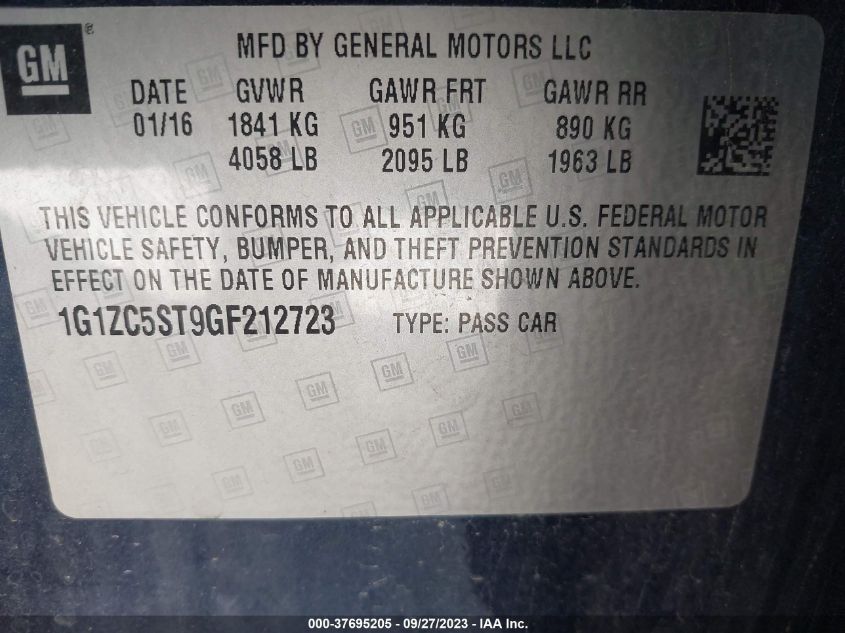 GM ®
MFD BY GENERAL MOTORS LLC
DATE GVWR GAWR FRT GAWR RR
01/16 1841 KG 951 KG 890 KG
4058 LB 2095 LB 1963 LB
THIS VEHICLE CONFORMS TO ALL APPLICABLE U.S. FEDERAL MOTOR
VEHICLE SAFETY, BUMPER, AND THEFT PREVENTION STANDARDS IN
EFFECT ON THE DATE OF MANUFACTURE SHOWN ABOVE.
1G1ZC5ST9GF212723 TYPE: PASS CAR
000-37695205 - 09/27/2023 - IAA Inc.